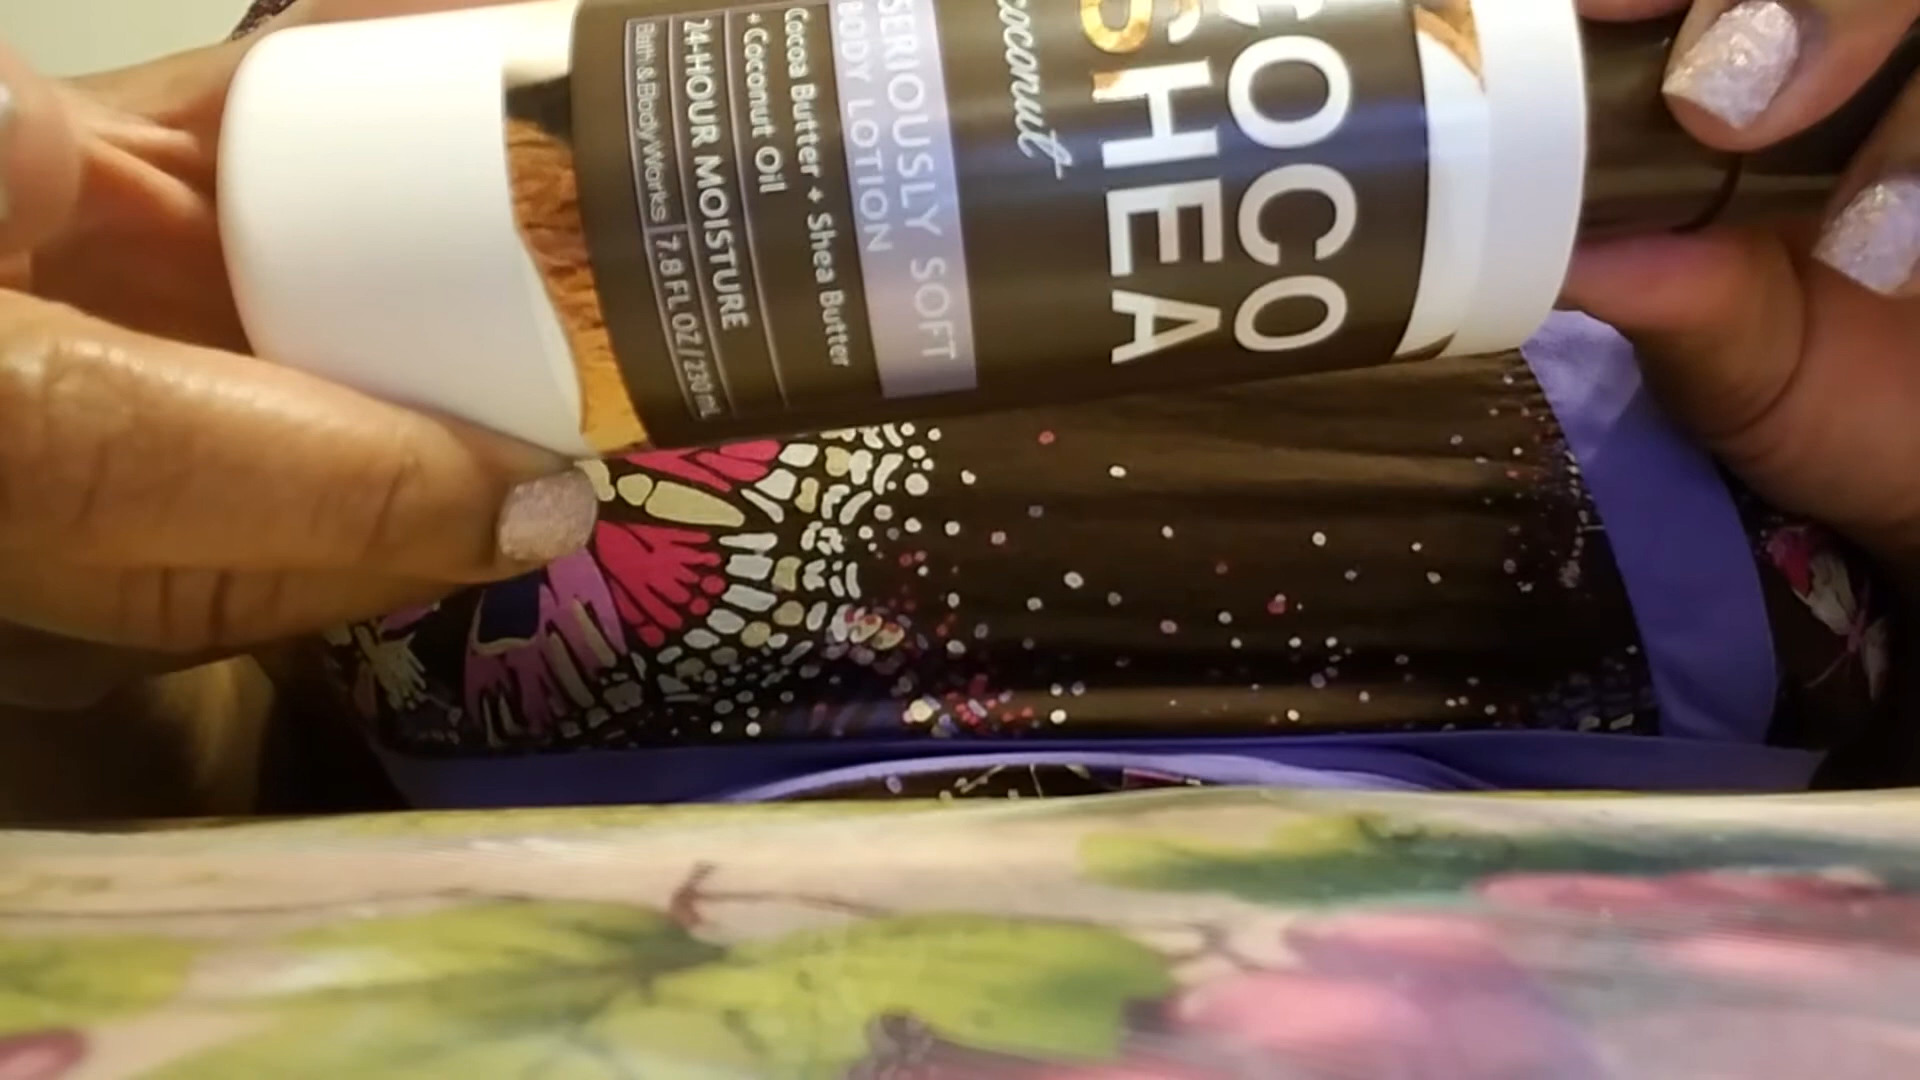 COCO
SHEA
coconut
SERIOUSLY SOFT
BODY LOTION
Cocoa Butter + Shea Butter
+ Coconut Oil
24-HOUR MOISTURE
Bath & Body Works | 7.8 FL OZ / 230 mL